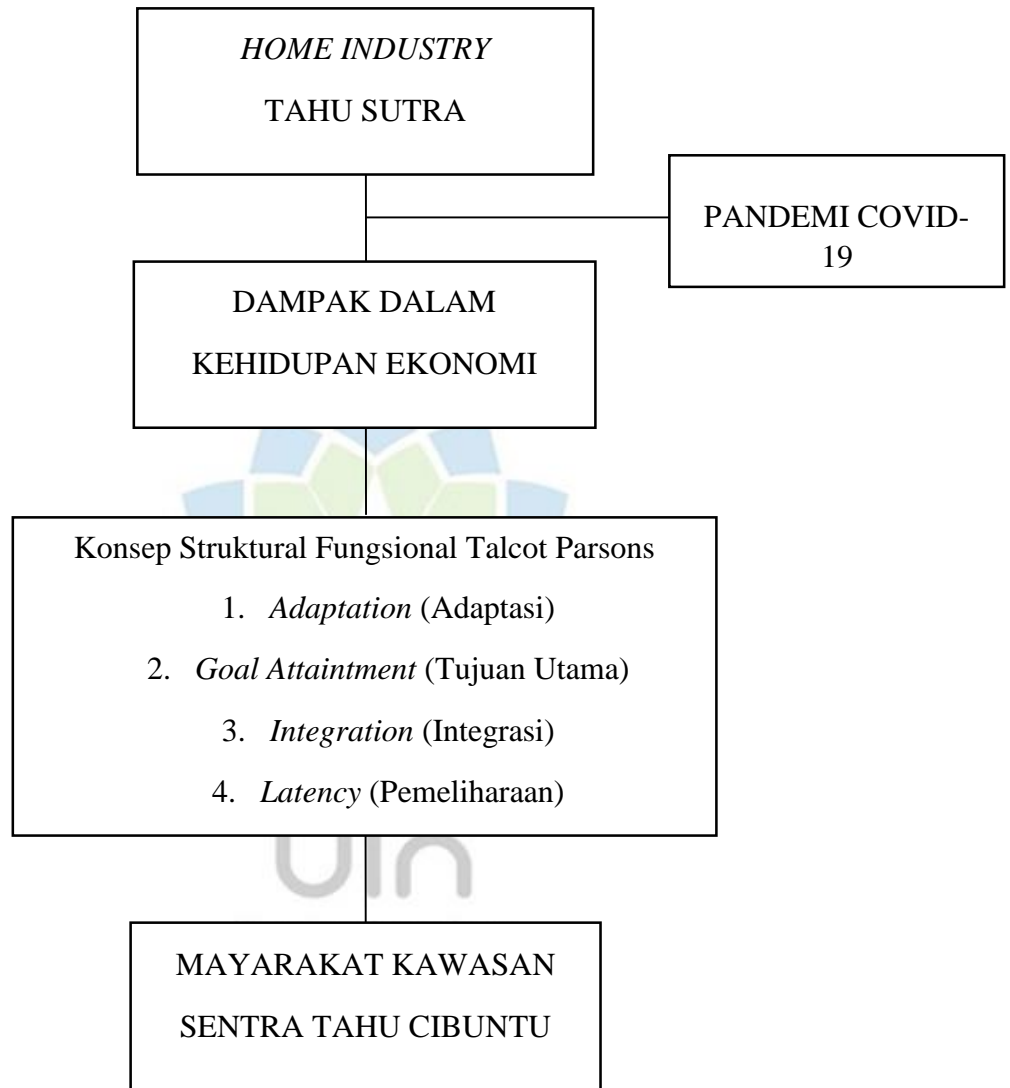 HOME INDUSTRY
TAHU SUTRA
PANDEMI COVID-
19
DAMPAK DALAM
KEHIDUPAN EKONOMI
Konsep Struktural Fungsional Talcot Parsons
1. Adaptation (Adaptasi)
2. Goal Attaintment (Tujuan Utama)
3. Integration (Integrasi)
4. Latency (Pemeliharaan)
uin
MAYARAKAT KAWASAN
SENTRA TAHU CIBUNTU